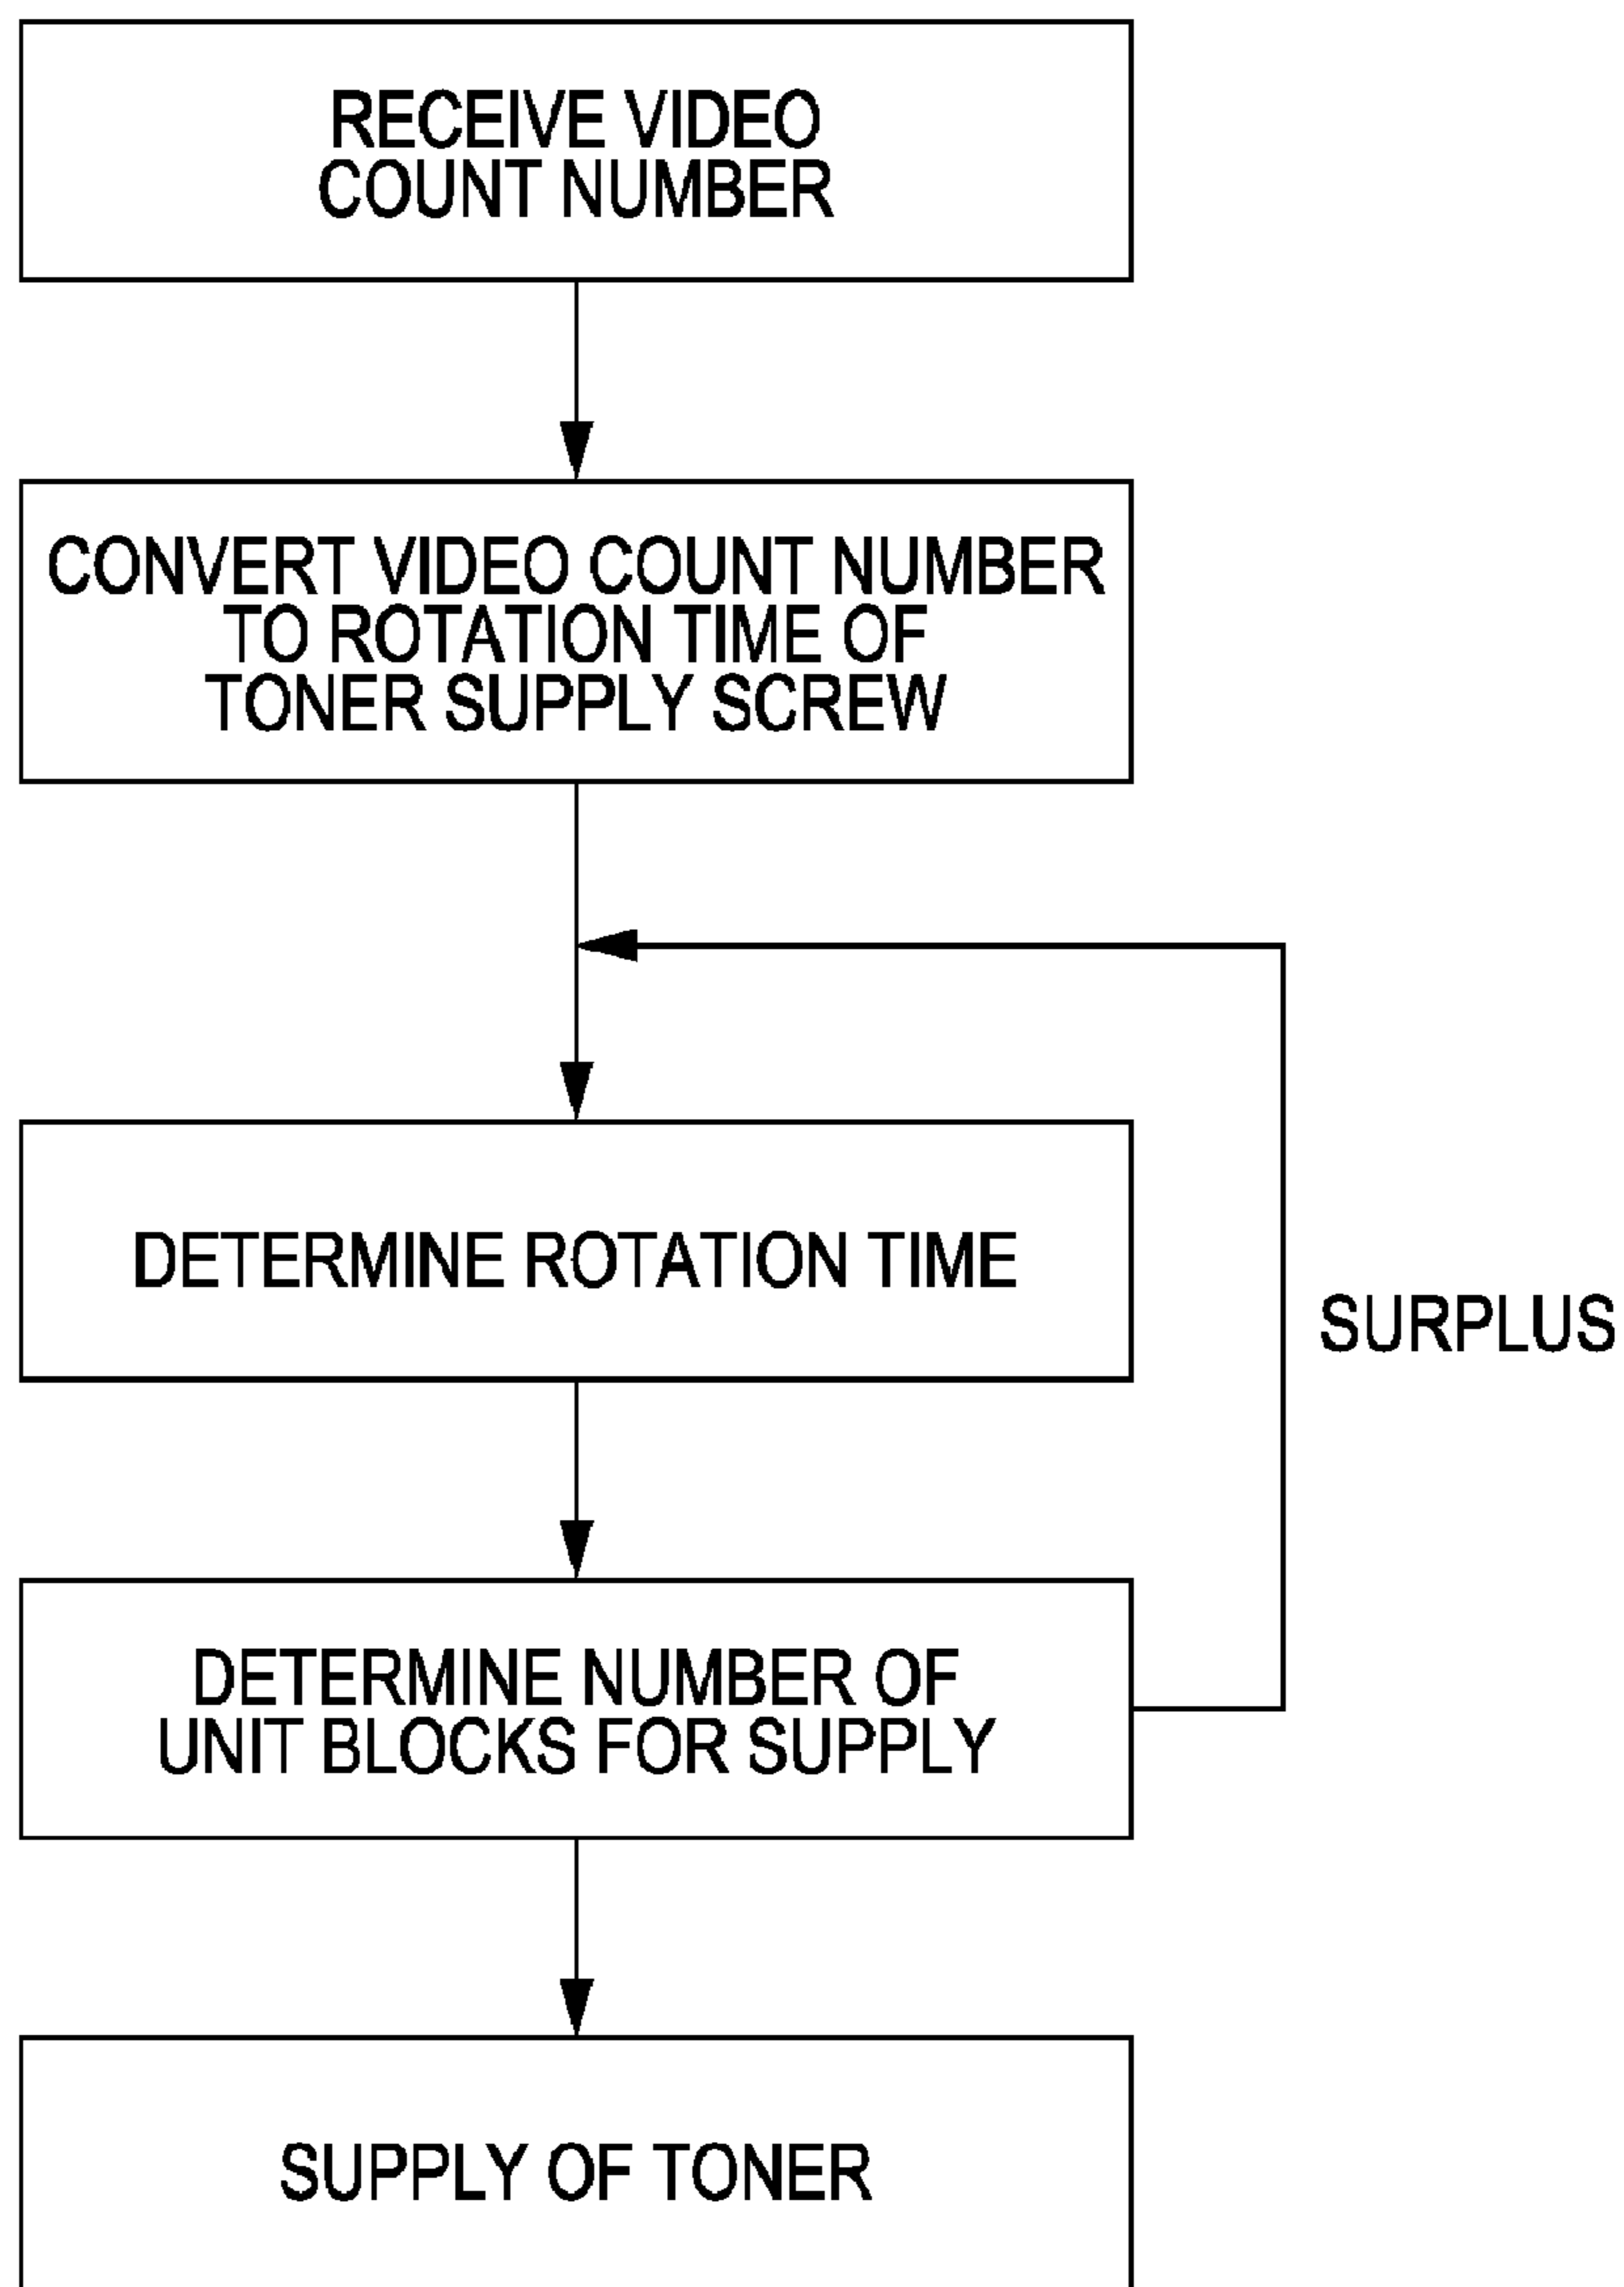 RECEIVE VIDEO
COUNT NUMBER
CONVERT VIDEO COUNT NUMBER
TO ROTATION TIME OF
TONER SUPPLY SCREW
DETERMINE ROTATION TIME
SURPLUS
DETERMINE NUMBER OF
UNIT BLOCKS FOR SUPPLY
SUPPLY OF TONER